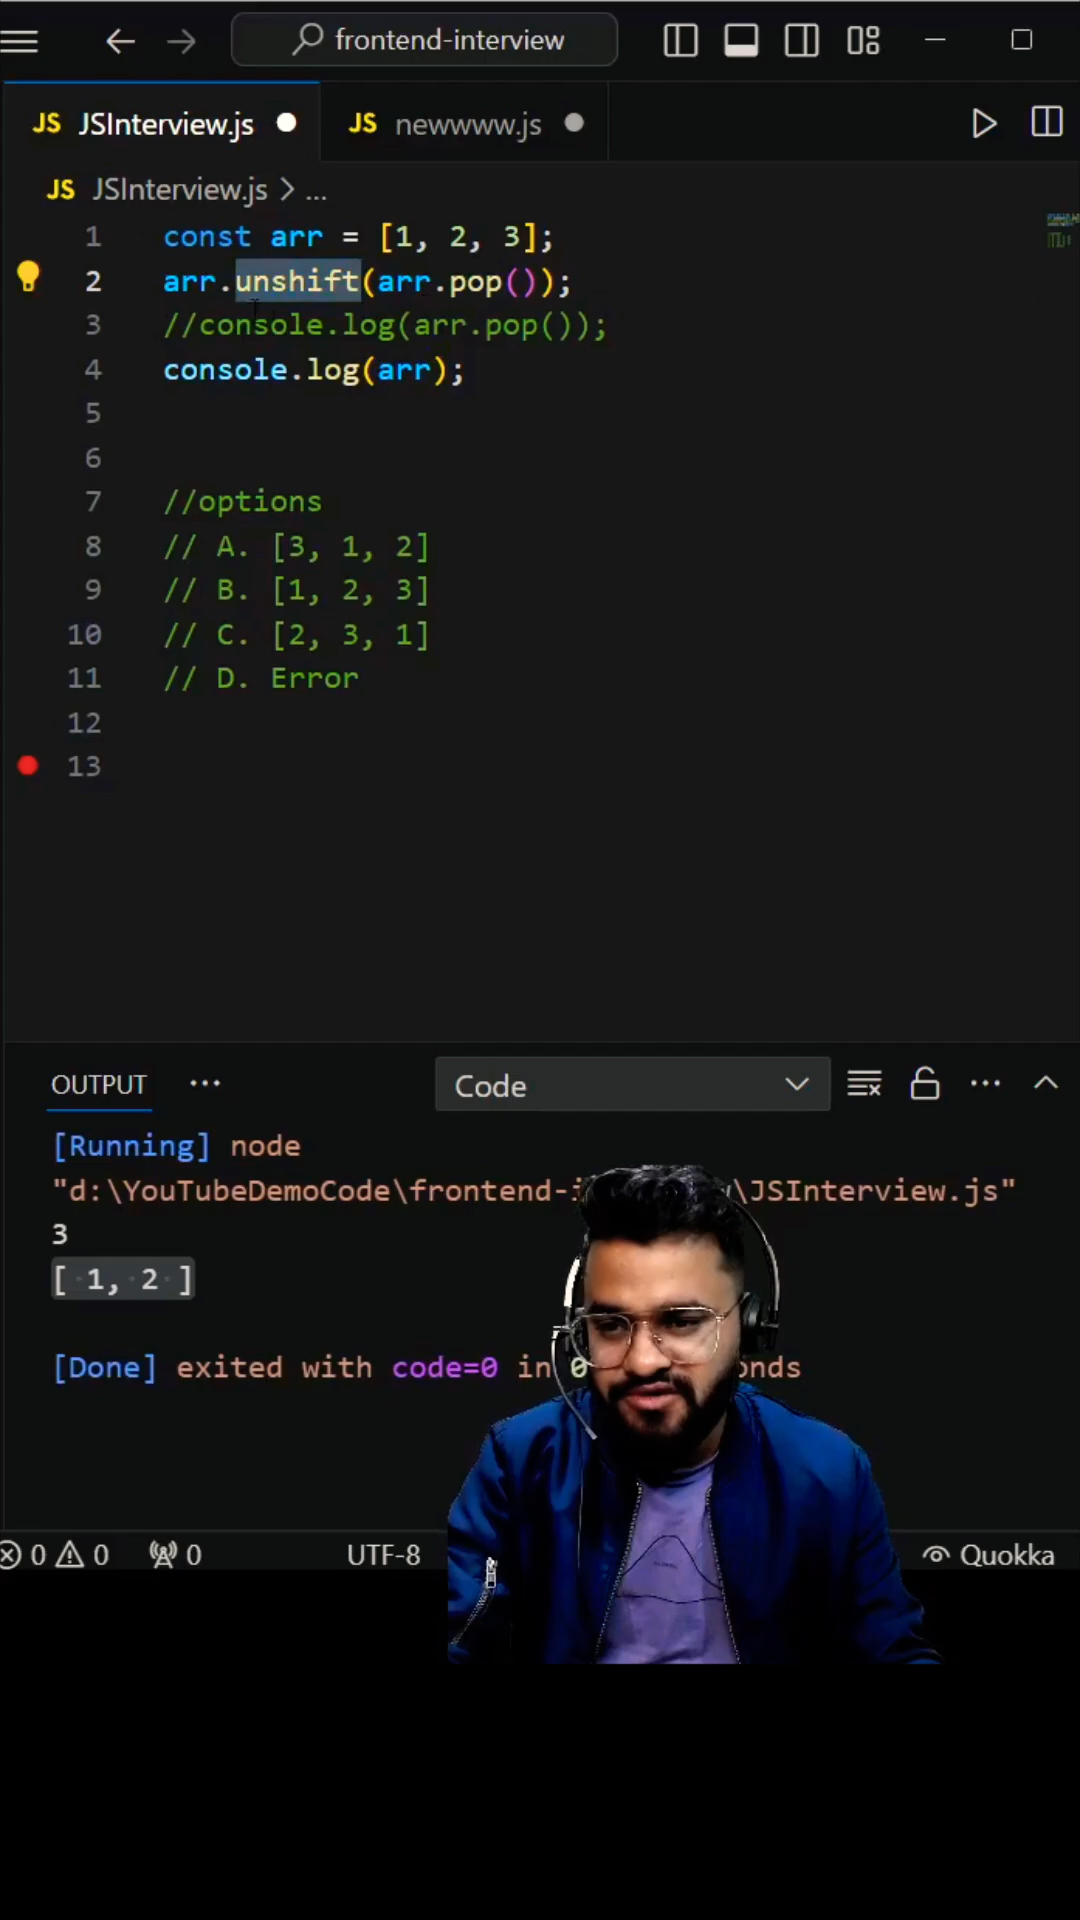 frontend-interview
JS JSInterview.js
JS newwww.js
JS JSInterview.js > ...
1 const arr = [1, 2, 3];
2 arr.unshift(arr.pop());
3 //console.log(arr.pop());
4 console.log(arr);
5
6
7 //options
8 // A. [3, 1, 2]
9 // B. [1, 2, 3]
10 // C. [2, 3, 1]
11 // D. Error
12
13
OUTPUT ...
Code
[Running] node
"d:\YouTubeDemoCode\frontend- \JSInterview.js"
3
[ 1, 2 ]
[Done] exited with code=0 in 0 onds
0 0 0 UTF-8 Quokka